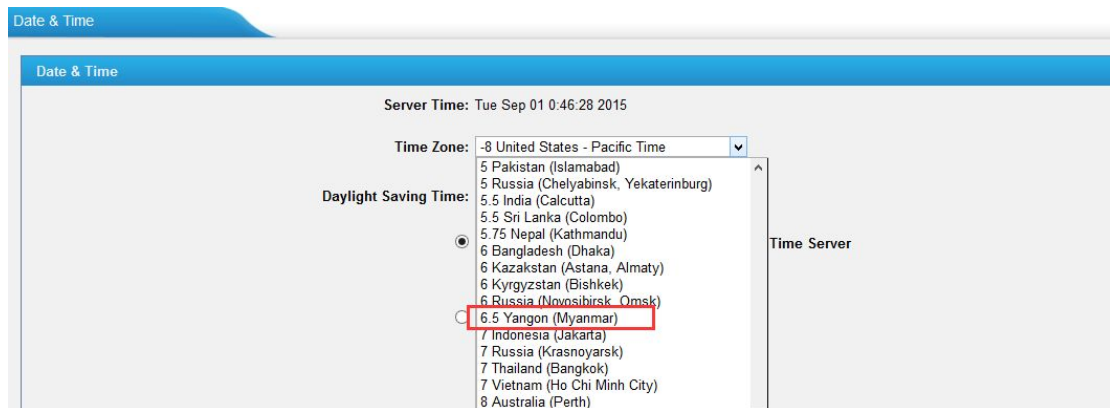 Date & Time
Date & Time
Server Time: Tue Sep 01 0:46:28 2015
Time Zone: -8 United States - Pacific Time
5 Pakistan (Islamabad)
5 Russia (Chelyabinsk, Yekaterinburg)
Daylight Saving Time:
5.5 India (Calcutta)
5.5 Sri Lanka (Colombo)
5.75 Nepal (Kathmandu)
Time Server
6 Bangladesh (Dhaka)
6 Kazakstan (Astana, Almaty)
6 Kyrgyzstan (Bishkek)
6 Russia (Novosibirsk, Omsk)
6.5 Yangon (Myanmar)
7 Indonesia (Jakarta)
7 Russia (Krasnoyarsk)
7 Thailand (Bangkok)
7 Vietnam (Ho Chi Minh City)
8 Australia (Perth)